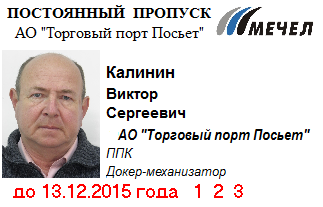 ПОСТОЯННЫЙ ПРОПУСК
АО "Торговый порт Посьет"
МЕЧЕЛ
Калинин
Виктор
Сергеевич
АО "Торговый порт Посьет"
ППК
Докер-механизатор
до 13.12.2015 года 1 2 3